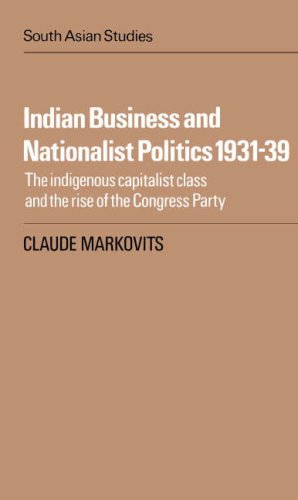 South Asian Studies
Indian Business and
Nationalist Politics 1931-39
The indigenous capitalist class
and the rise of the Congress Party
CLAUDE MARKOVITS